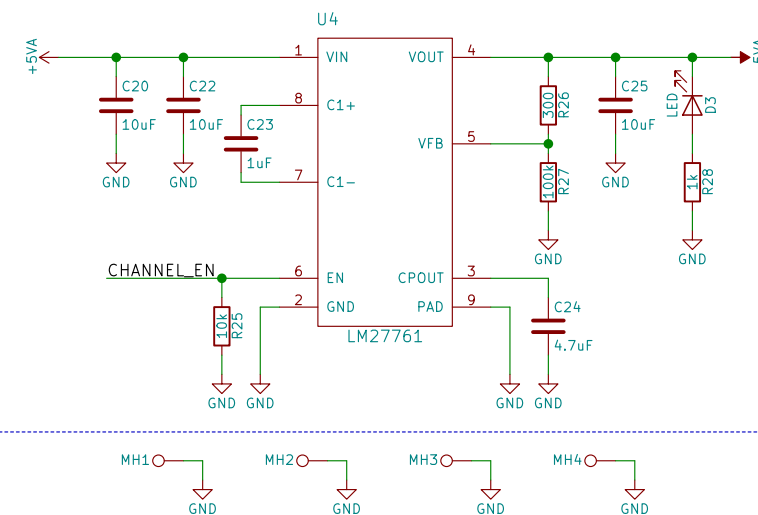 U4
+5VA
1
VIN
VOUT
4
5VA
C20
10uF
C22
10uF
8
C1+
C23
1uF
7
C1-
VFB
5
300
R26
100k
R27
C25
10uF
LED
D3
1k
R28
GND
GND
GND
GND
GND
CHANNEL_EN
6
EN
CPOUT
3
2
GND
PAD
9
10k
R25
LM27761
C24
4.7uF
GND
GND
GND
GND
MH1
MH2
MH3
MH4
GND
GND
GND
GND